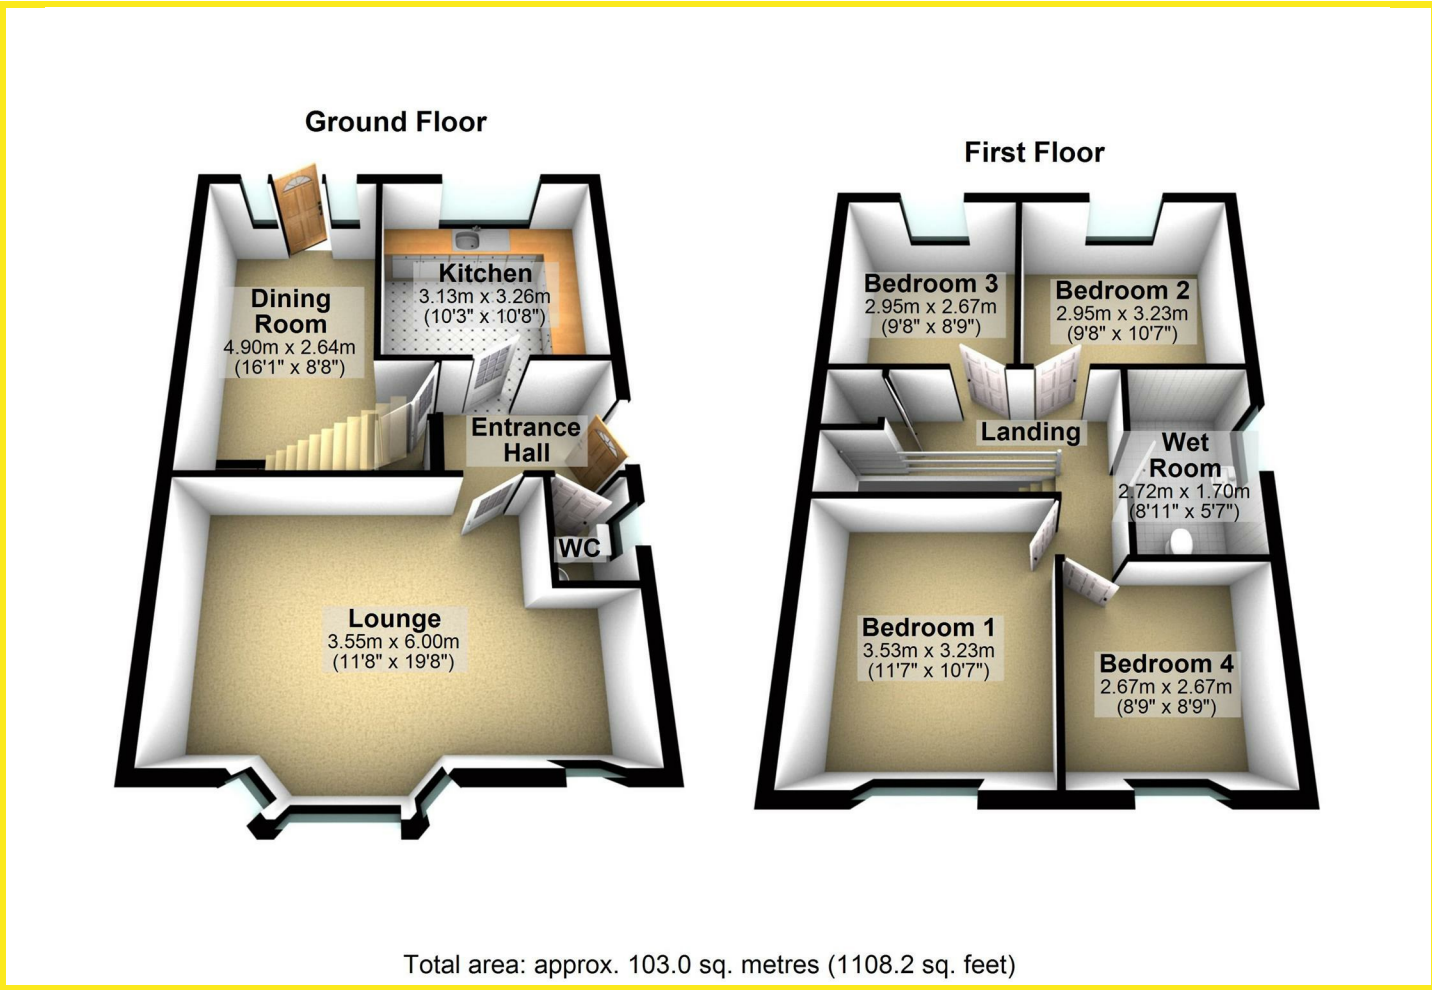 Ground Floor
Dining
Room
4.90m x 2.64m
(16'1" x 8'8")
Kitchen
3.13m x 3.26m
(10'3" x 10'8")
Entrance
Hall
WC
Lounge
3.55m x 6.00m
(11'8" x 19'8")
First Floor
Bedroom 3
2.95m x 2.67m
(9'8" x 8'9")
Bedroom 2
2.95m x 3.23m
(9'8" x 10'7")
Landing
Wet
Room
2.72m x 1.70m
(8'11" x 5'7")
Bedroom 1
3.53m x 3.23m
(11'7" x 10'7")
Bedroom 4
2.67m x 2.67m
(8'9" x 8'9")
Total area: approx. 103.0 sq. metres (1108.2 sq. feet)